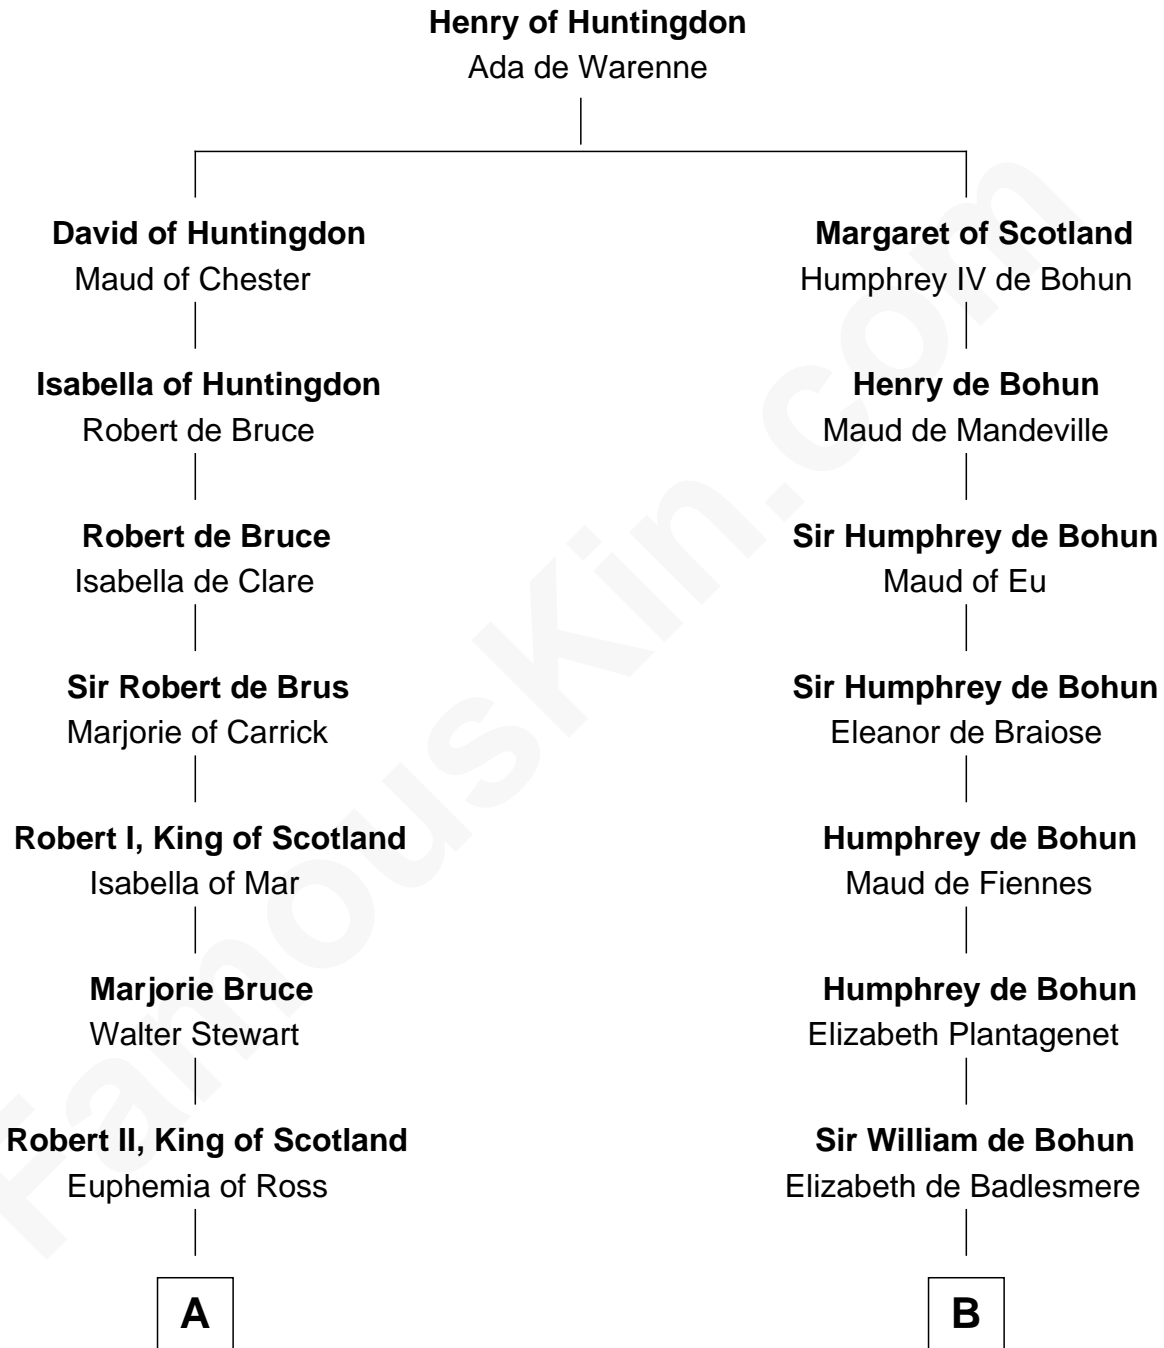 Henry of Huntingdon
Ada de Warenne
David of Huntingdon
Maud of Chester
Isabella of Huntingdon
Robert de Bruce
Robert de Bruce
Isabella de Clare
Sir Robert de Brus
Marjorie of Carrick
Robert I, King of Scotland
Isabella of Mar
Marjorie Bruce
Walter Stewart
Robert II, King of Scotland
Euphemia of Ross
A
Margaret of Scotland
Humphrey IV de Bohun
Henry de Bohun
Maud de Mandeville
Sir Humphrey de Bohun
Maud of Eu
Sir Humphrey de Bohun
Eleanor de Braiose
Humphrey de Bohun
Maud de Fiennes
Humphrey de Bohun
Elizabeth Plantagenet
Sir William de Bohun
Elizabeth de Badlesmere
B
FamousKin.com